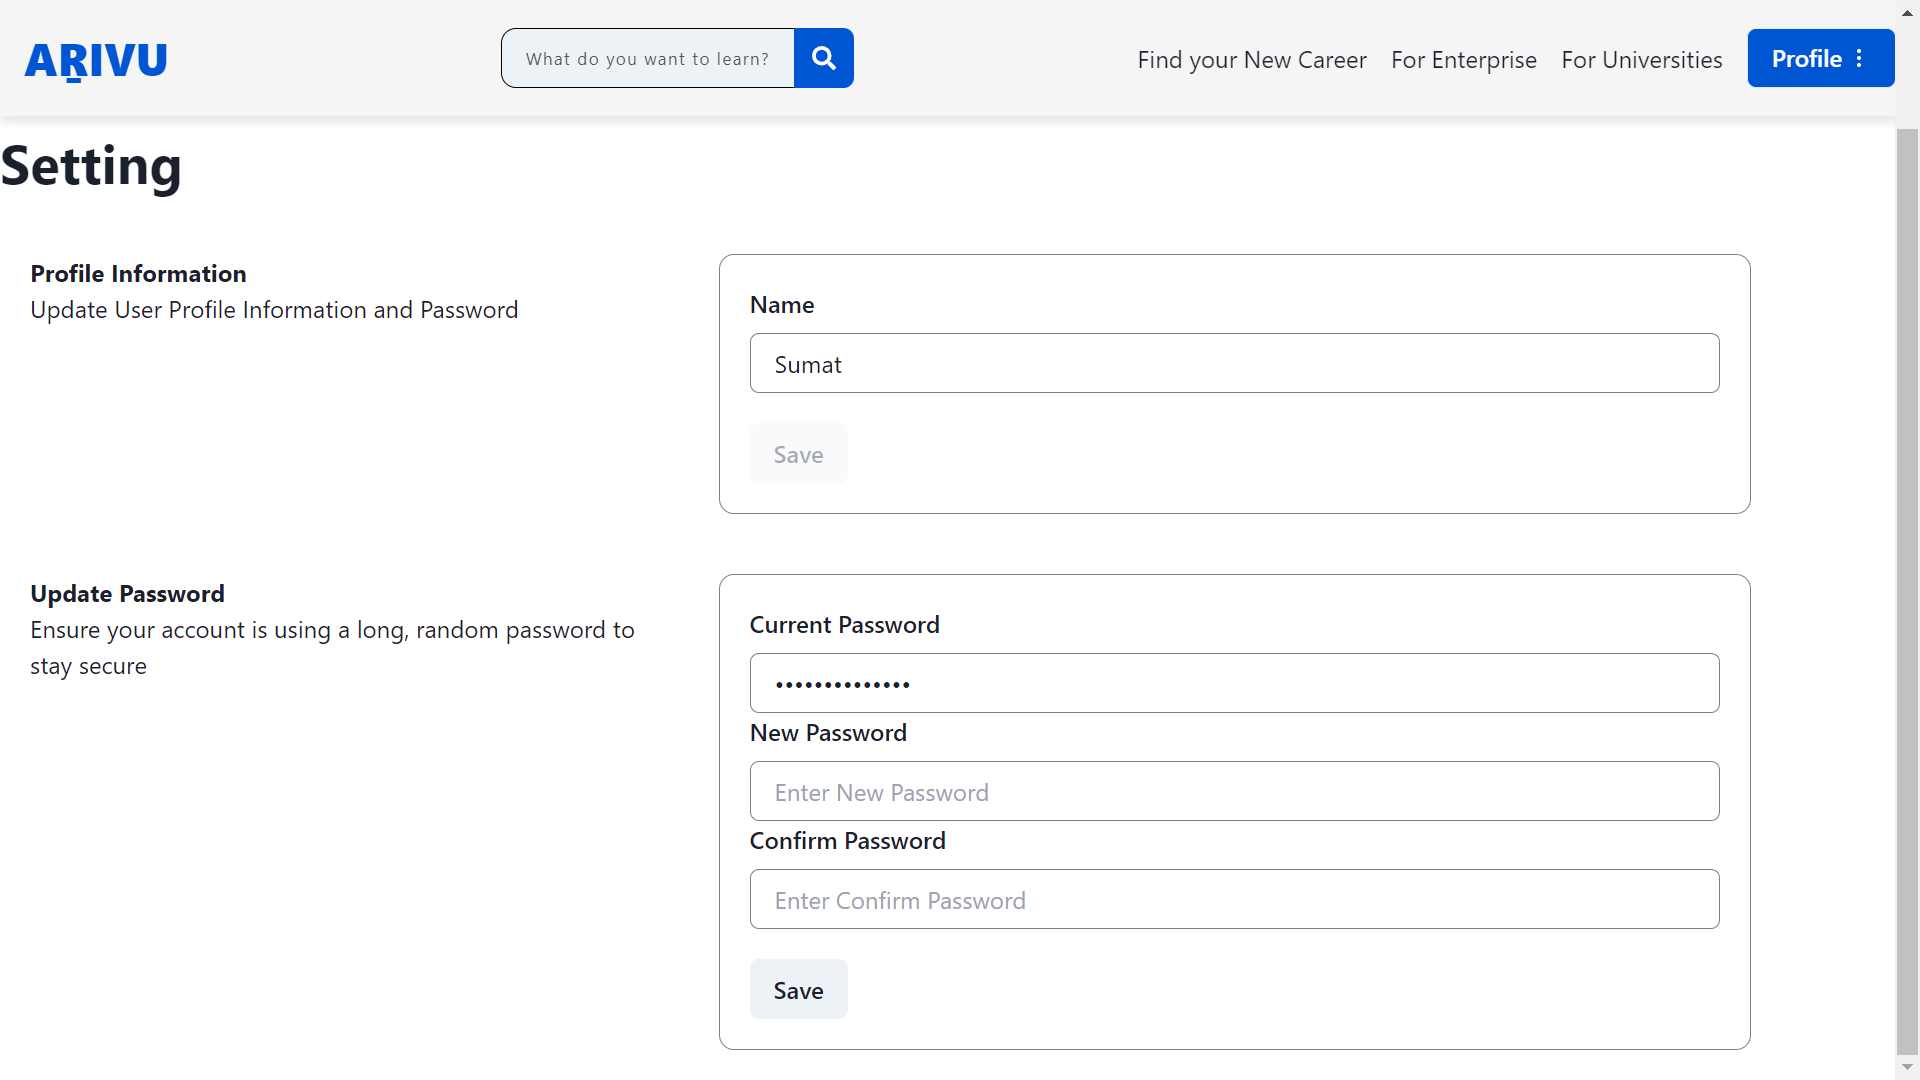 AṞIVU
What do you want to learn?
Find your New Career
For Enterprise
For Universities
Profile
Setting
Profile Information
Update User Profile Information and Password
Name
Sumat
Save
Update Password
Ensure your account is using a long, random password to
stay secure
Current Password
••••••••••••••
New Password
Enter New Password
Confirm Password
Enter Confirm Password
Save